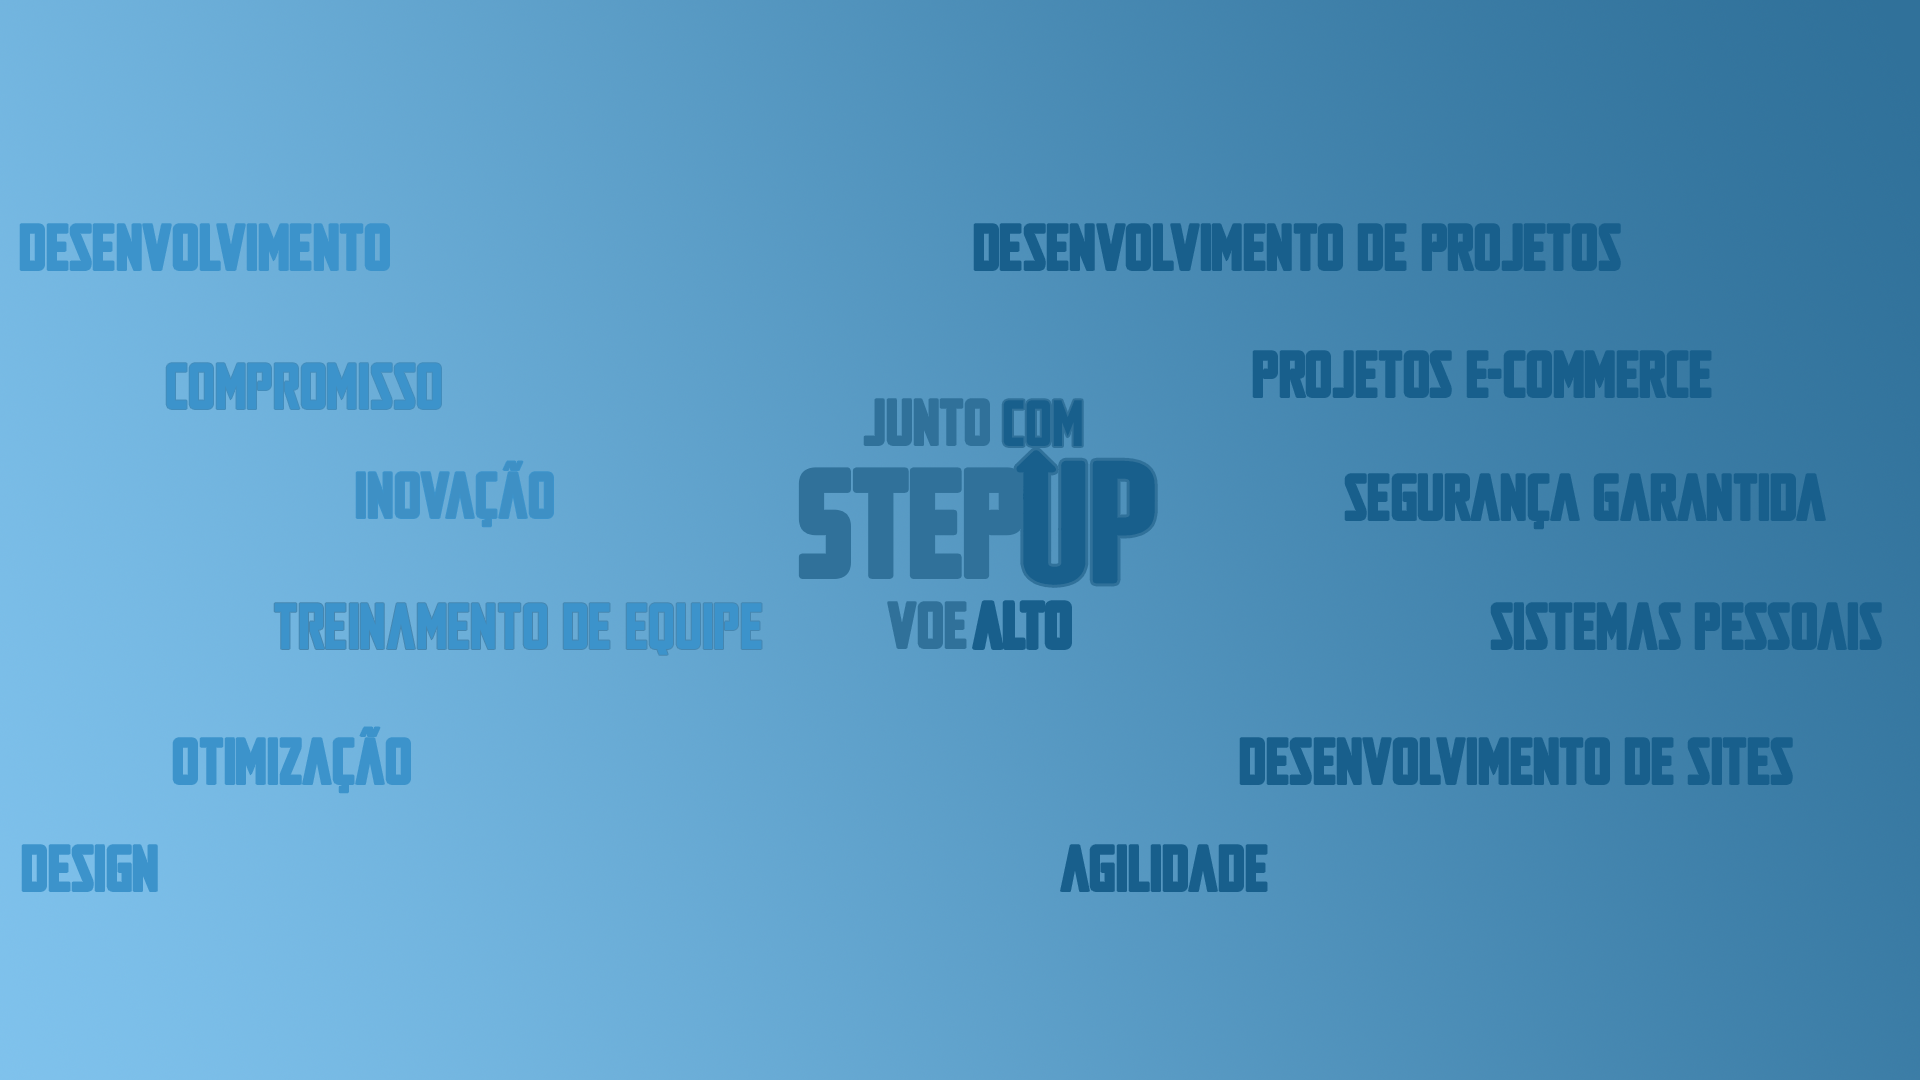 DESENVOLVIMENTO
COMPROMISSO
INOVAÇÃO
TREINAMENTO DE EQUIPE
OTIMIZAÇÃO
DESIGN
JUNTO COM
STEPUP
VOE ALTO
DESENVOLVIMENTO DE PROJETOS
PROJETOS E-COMMERCE
SEGURANÇA GARANTIDA
SISTEMAS PESSOAIS
DESENVOLVIMENTO DE SITES
AGILIDADE